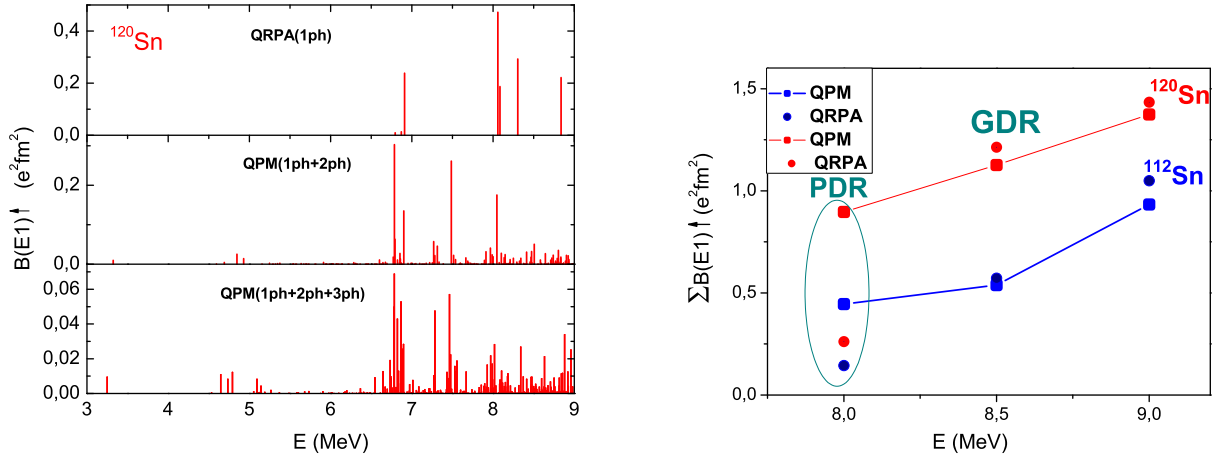 ¹²⁰Sn
QRPA(1ph)
QPM(1ph+2ph)
QPM(1ph+2ph+3ph)
B(E1)↑ (e²fm²)
0,4
0,2
0,0
0,2
0,0
0,06
0,04
0,02
0,00
3 4 5 6 7 8 9
E (MeV)
QPM
QRPA
QPM
QRPA
PDR
GDR
¹²⁰Sn
¹¹²Sn
∑B(E1)↑ (e²fm²)
1,5
1,0
0,5
0,0
8,0 8,5 9,0
E (MeV)